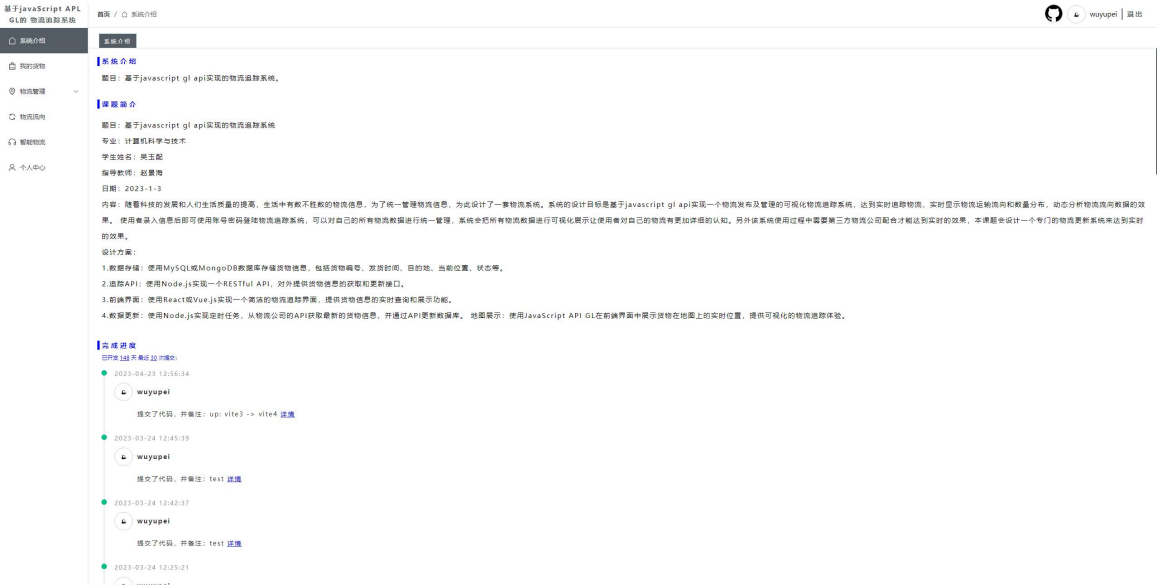 基于javaScript APL
GL的 物流追踪系统
首页 / 系统介绍
wuyupei 退出
系统介绍
我的货物
物流管理
物流流向
智能物流
个人中心
系统介绍
系统介绍
题目：基于javascript gl api实现的物流追踪系统。
课题简介
题目：基于javascript gl api实现的物流追踪系统
专业：计算机科学与技术
学生姓名：吴玉配
指导教师：赵景海
日期：2023-1-3
内容：随着科技的发展和人们生活质量的提高，生活中有数不胜数的物流信息，为了统一管理物流信息，为此设计了一套物流系统。系统的设计目标是基于javascript gl api实现一个物流发布及管理的可视化物流追踪系统，达到实时追踪物流，实时显示物流运输流向和数量分布，动态分析物流流向数据的效
果。 使用者录入信息后即可使用账号密码登陆物流追踪系统，可以对自己的所有物流数据进行统一管理，系统会把所有物流数据进行可视化展示让使用者对自己的物流有更加详细的认知。另外该系统使用过程中需要第三方物流公司配合才能达到实时的效果，本课题会设计一个专门的物流更新系统来达到实时
的效果。
设计方案：
1.数据存储：使用MySQL或MongoDB数据库存储货物信息，包括货物编号、发货时间、目的地、当前位置、状态等。
2.追踪API：使用Node.js实现一个RESTful API，对外提供货物信息的获取和更新接口。
3.前端界面：使用React或Vue.js实现一个简洁的物流追踪界面，提供货物信息的实时查询和展示功能。
4.数据更新：使用Node.js实现定时任务，从物流公司的API获取最新的货物信息，并通过API更新数据库。 地图展示：使用JavaScript API GL在前端界面中展示货物在地图上的实时位置，提供可视化的物流追踪体验。
完成进度
已开发 148 天 最近 30 次提交：
2023-04-23 12:56:34
wuyupei
提交了代码，并备注：up: vite3 -> vite4 详情
2023-03-24 12:45:39
wuyupei
提交了代码，并备注：test 详情
2023-03-24 12:42:37
wuyupei
提交了代码，并备注：test 详情
2023-03-24 12:25:21